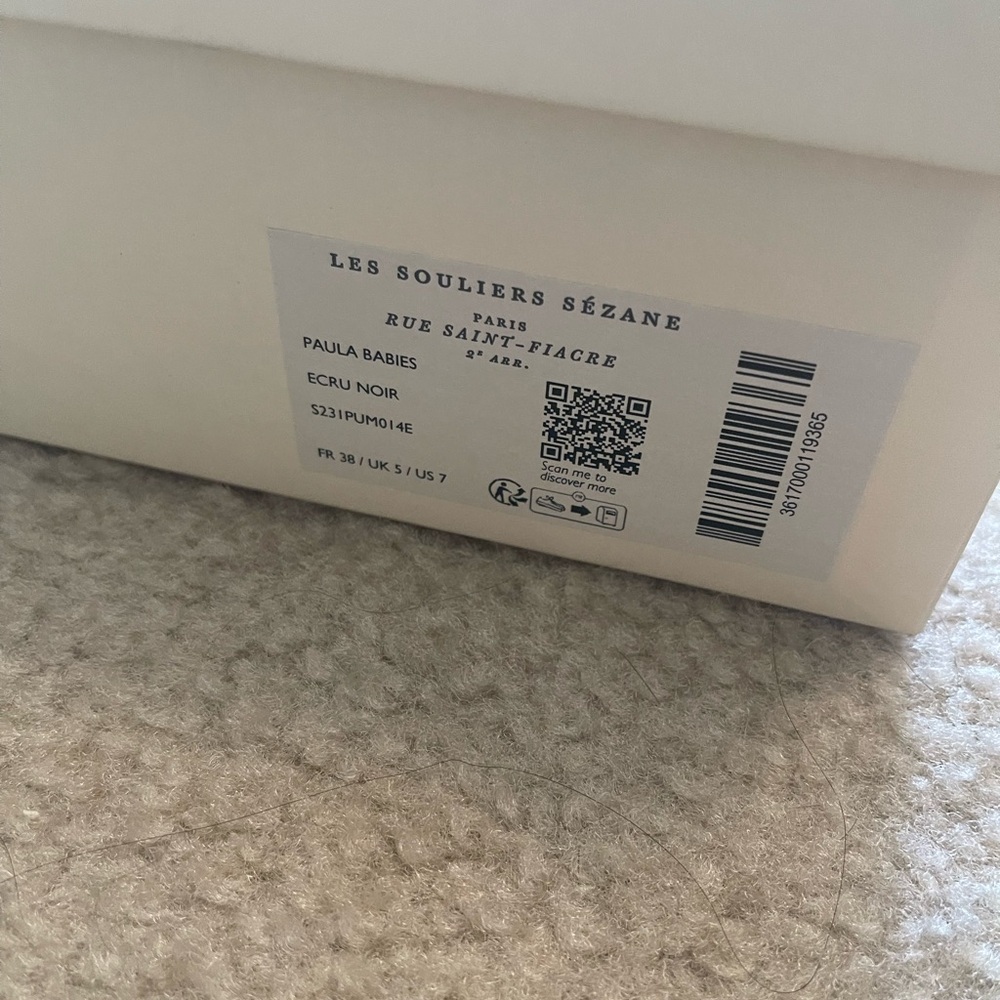 LES SOULIERS SÉZANE
PARIS
RUE SAINT-FIACRE
2E ARR.
PAULA BABIES
ECRU NOIR
S231PUM014E
FR 38 / UK 5 / US 7
Scan me to
discover more
FR
3617000119365